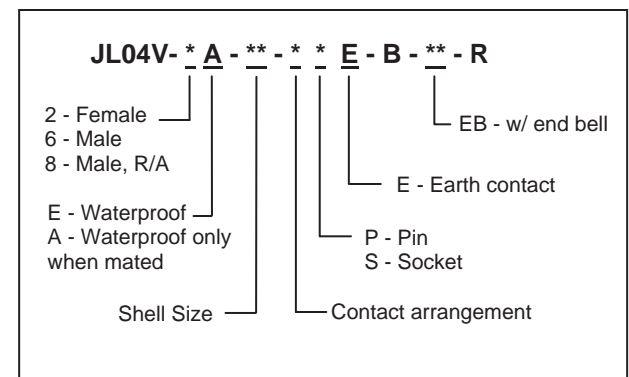 JL04V- * A - ** - * * E - B - ** - R
2 - Female
6 - Male
8 - Male, R/A
EB - w/ end bell
E - Earth contact
E - Waterproof
A - Waterproof only
when mated
P - Pin
S - Socket
Shell Size
Contact arrangement